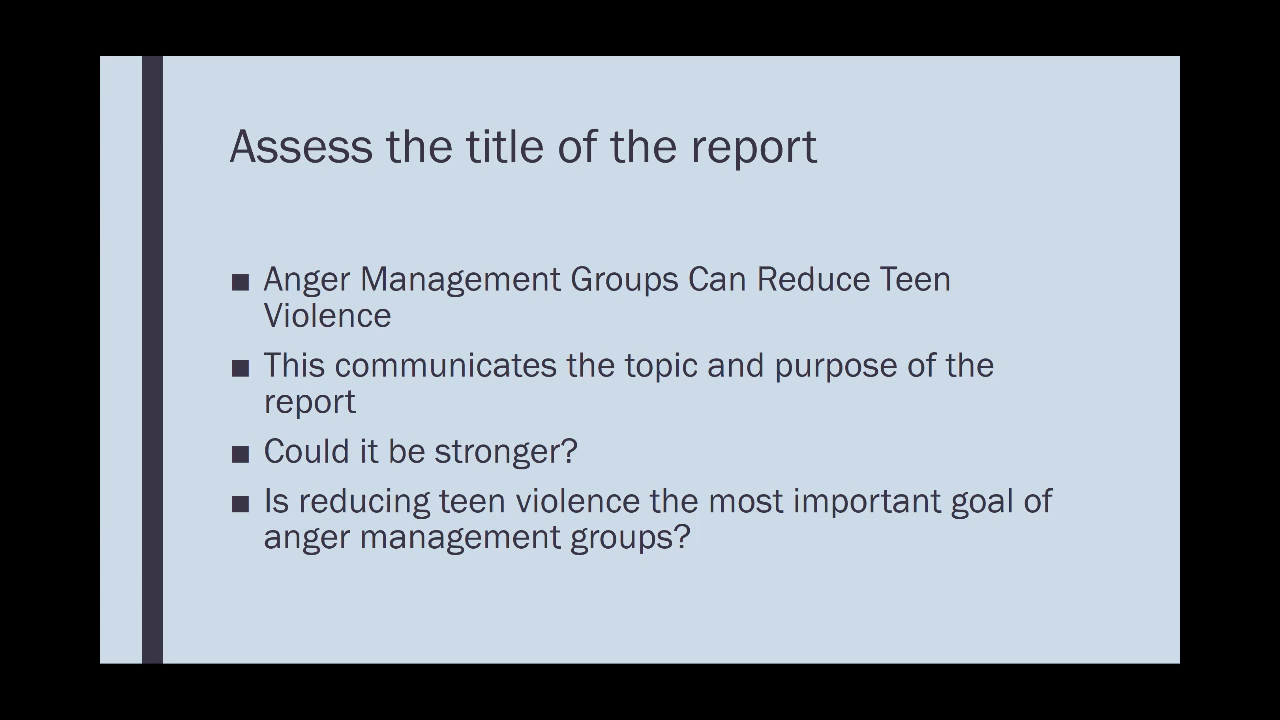 Assess the title of the report
■ Anger Management Groups Can Reduce Teen
Violence
■ This communicates the topic and purpose of the
report
■ Could it be stronger?
■ Is reducing teen violence the most important goal of
anger management groups?